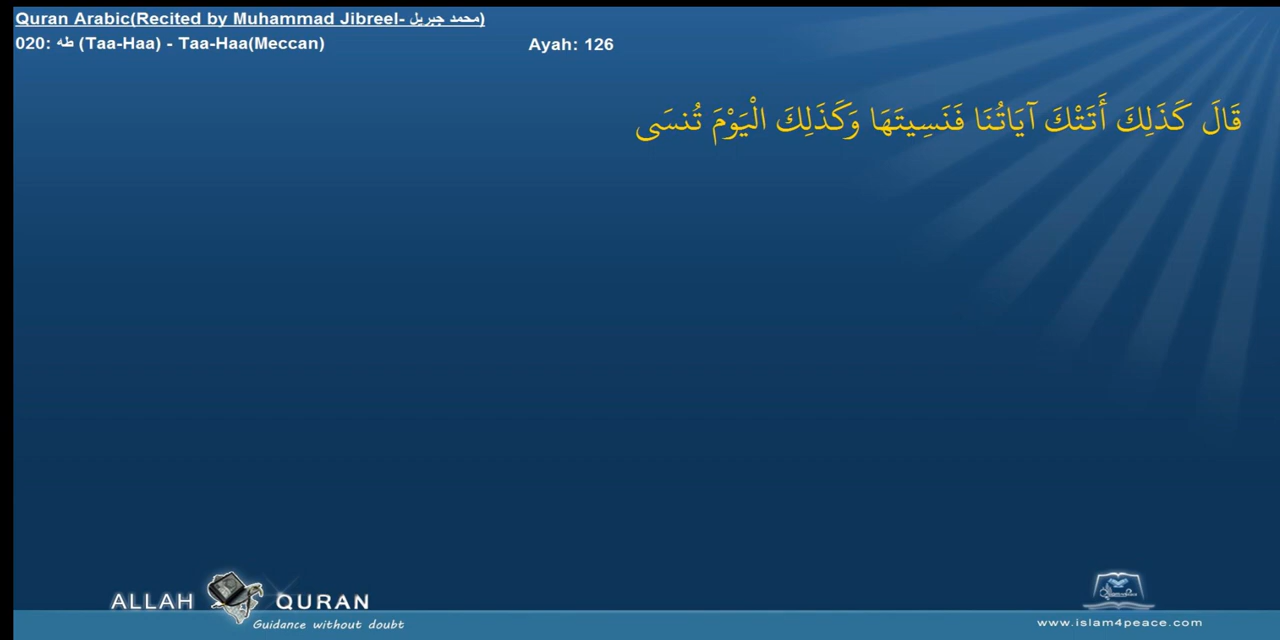 Quran Arabic(Recited by Muhammad Jibreel- محمد جبريل)
020: طه (Taa-Haa) - Taa-Haa(Meccan) Ayah: 126
قَالَ كَذَلِكَ أَتَتْكَ آيَاتُنَا فَنَسِيتَهَا وَكَذَلِكَ الْيَوْمَ تُنسَى
ALLAH QURAN
Guidance without doubt
www.islam4peace.com